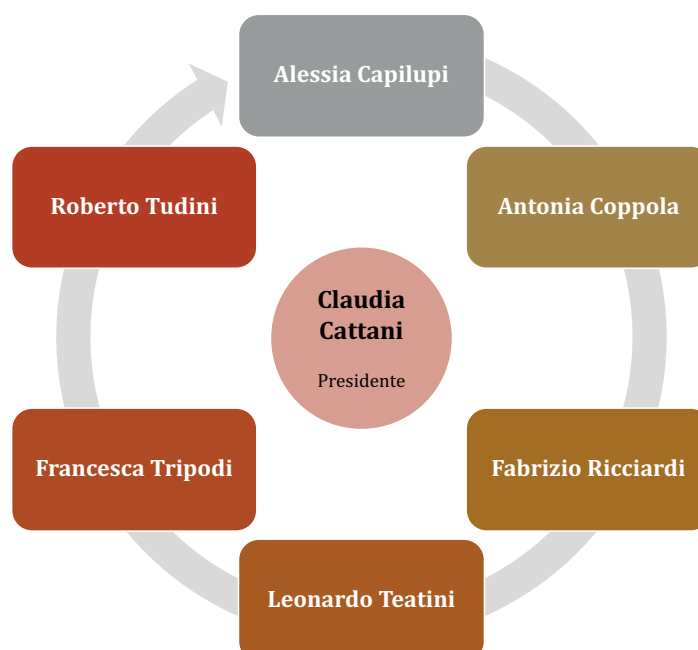 Alessia Capilupi
Roberto Tudini
Antonia Coppola
Claudia
Cattani
Presidente
Francesca Tripodi
Fabrizio Ricciardi
Leonardo Teatini